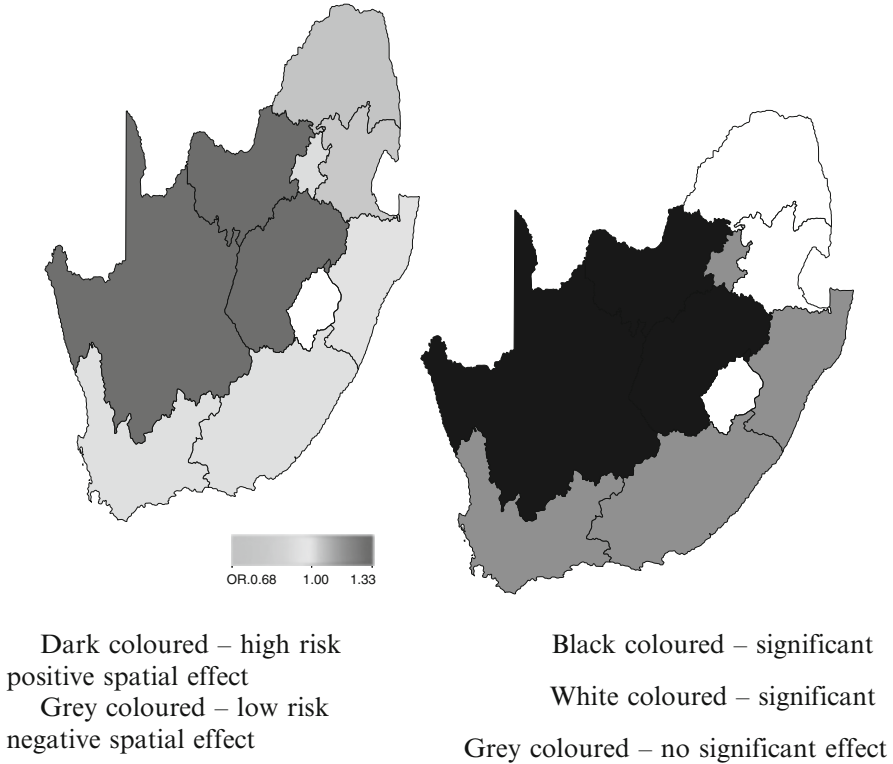 OR.0.68 1.00 1.33
Dark coloured – high risk
positive spatial effect
Grey coloured – low risk
negative spatial effect
Black coloured – significant
White coloured – significant
Grey coloured – no significant effect